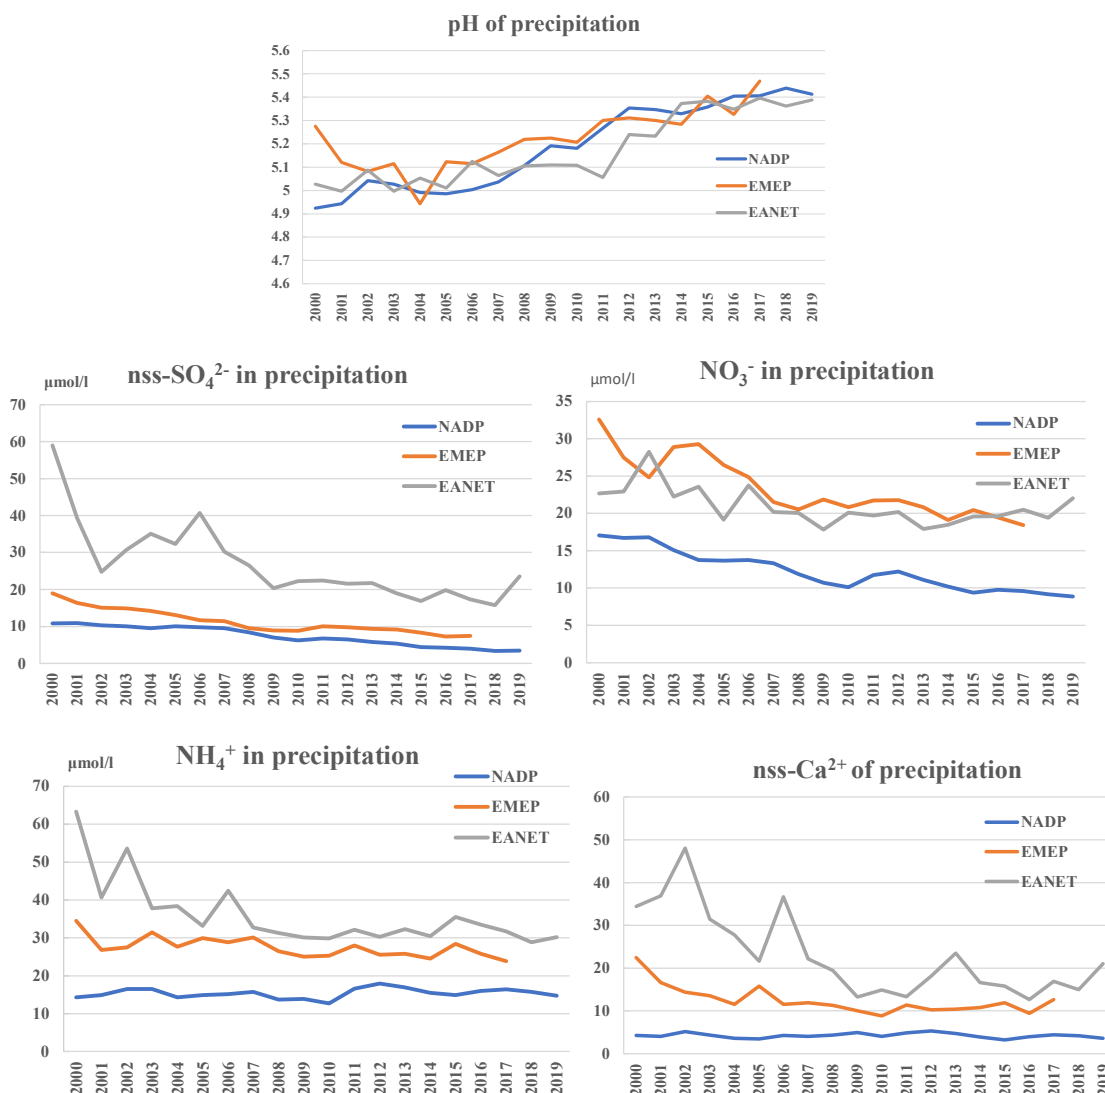 pH of precipitation
5.6
5.5
5.4
5.3
5.2
5.1
5
4.9
4.8
4.7
4.6
NADP
EMEP
EANET
2000 2001 2002 2003 2004 2005 2006 2007 2008 2009 2010 2011 2012 2013 2014 2015 2016 2017 2018 2019
µmol/l
nss-SO₄²⁻ in precipitation
70
60
50
40
30
20
10
0
NADP
EMEP
EANET
2000 2001 2002 2003 2004 2005 2006 2007 2008 2009 2010 2011 2012 2013 2014 2015 2016 2017 2018 2019
µmol/l
NO₃⁻ in precipitation
35
30
25
20
15
10
5
0
NADP
EMEP
EANET
2000 2001 2002 2003 2004 2005 2006 2007 2008 2009 2010 2011 2012 2013 2014 2015 2016 2017 2018 2019
µmol/l
NH₄⁺ in precipitation
70
60
50
40
30
20
10
0
NADP
EMEP
EANET
2000 2001 2002 2003 2004 2005 2006 2007 2008 2009 2010 2011 2012 2013 2014 2015 2016 2017 2018 2019
nss-Ca²⁺ of precipitation
60
50
40
30
20
10
0
NADP
EMEP
EANET
2000 2001 2002 2003 2004 2005 2006 2007 2008 2009 2010 2011 2012 2013 2014 2015 2016 2017 2018 2019